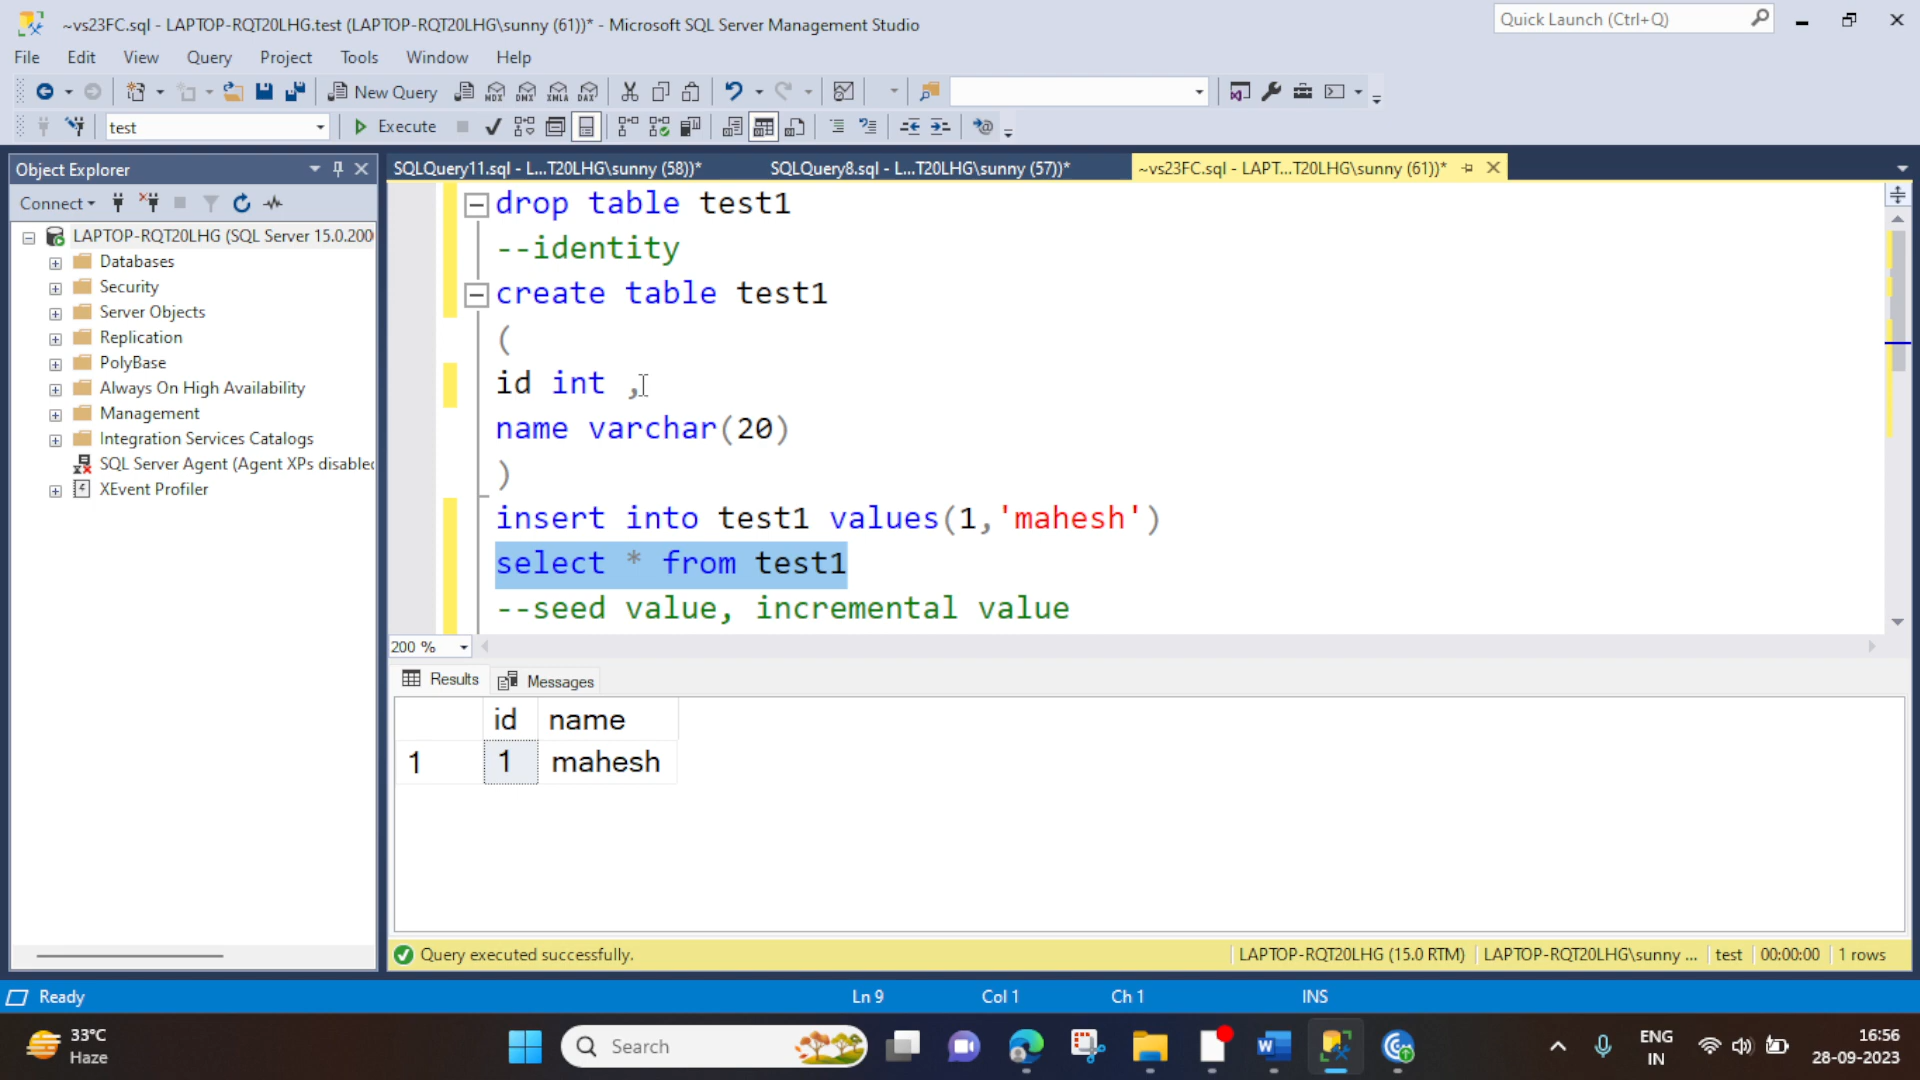 ~vs23FC.sql - LAPTOP-RQT20LHG.test (LAPTOP-RQT20LHG\sunny (61))* - Microsoft SQL Server Management Studio
Quick Launch (Ctrl+Q)
File Edit View Query Project Tools Window Help
New Query MDX DMX XMLA DAX
test Execute
Object Explorer
SQLQuery11.sql - L...T20LHG\sunny (58))* SQLQuery8.sql - L...T20LHG\sunny (57))* ~vs23FC.sql - LAPT...T20LHG\sunny (61))*
Connect
LAPTOP-RQT20LHG (SQL Server 15.0.200
Databases
Security
Server Objects
Replication
PolyBase
Always On High Availability
Management
Integration Services Catalogs
SQL Server Agent (Agent XPs disabled
XEvent Profiler
drop table test1
--identity
create table test1
(
id int ,
name varchar(20)
)
insert into test1 values(1,'mahesh')
select * from test1
--seed value, incremental value
200 %
Results Messages
id name
1 1 mahesh
Query executed successfully. LAPTOP-RQT20LHG (15.0 RTM) LAPTOP-RQT20LHG\sunny ... test 00:00:00 1 rows
Ready Ln 9 Col 1 Ch 1 INS
33°C
Haze
Search
ENG
IN
16:56
28-09-2023